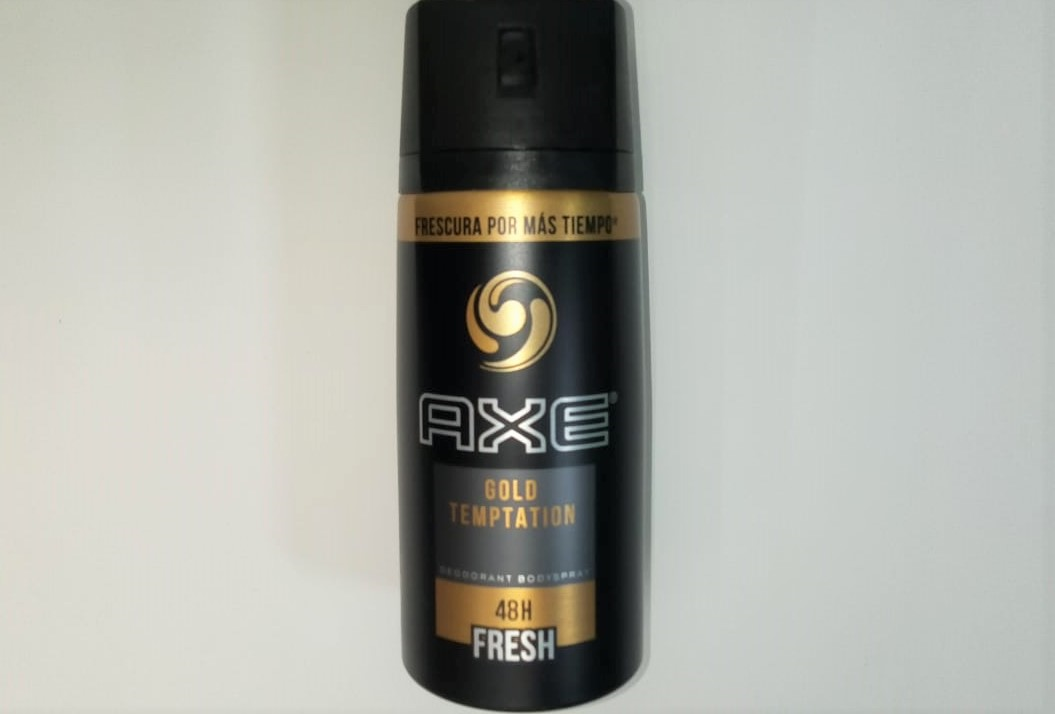 FRESCURA POR MÁS TIEMPO*
AXE®
GOLD
TEMPTATION
DEODORANT BODYSPRAY
48H
FRESH